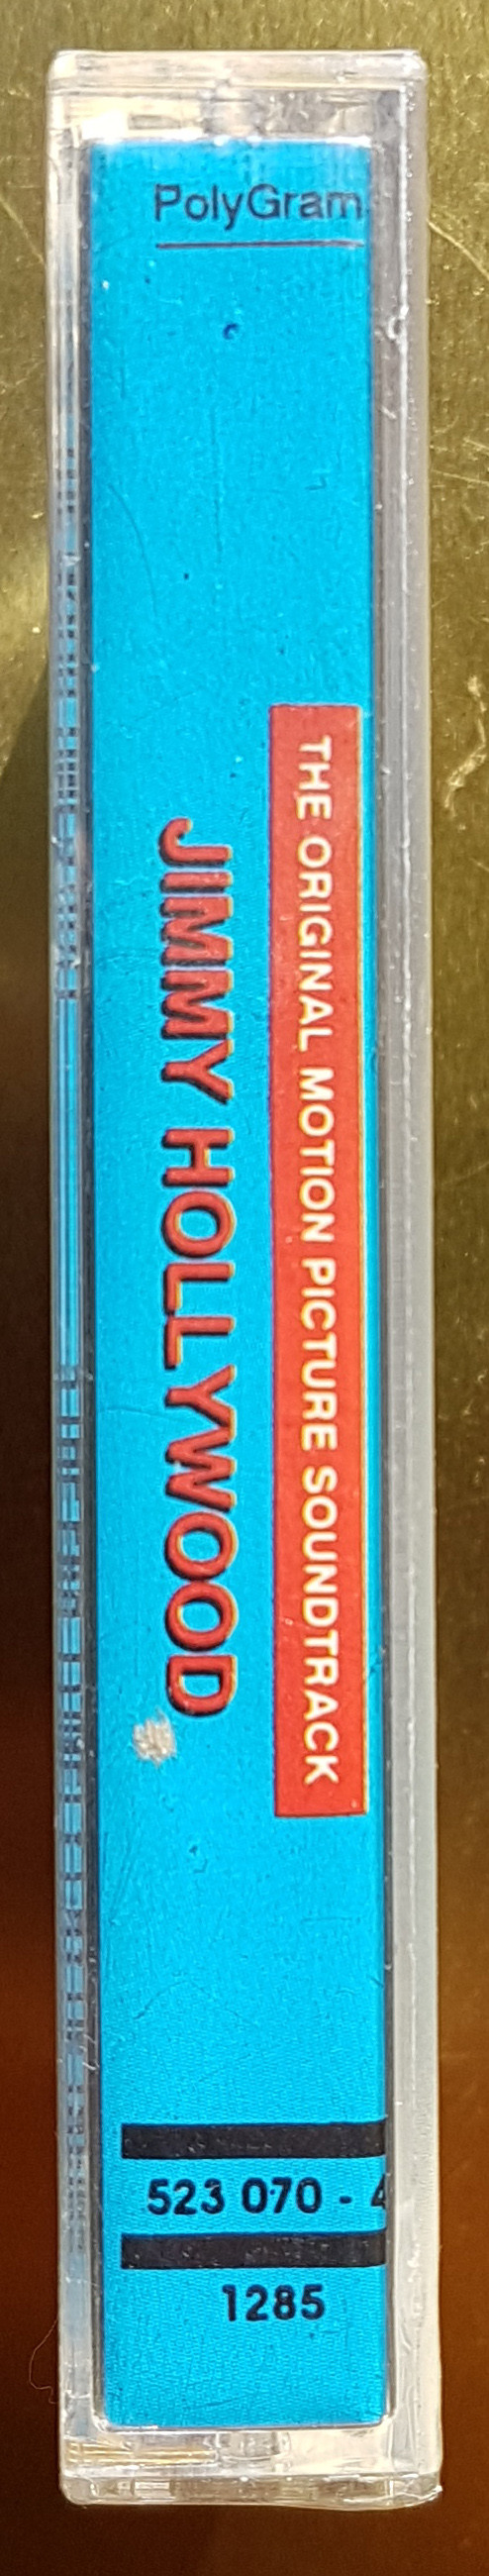 PolyGram
THE ORIGINAL MOTION PICTURE SOUNDTRACK
JIMMY HOLLYWOOD
523 070 - 4
1285